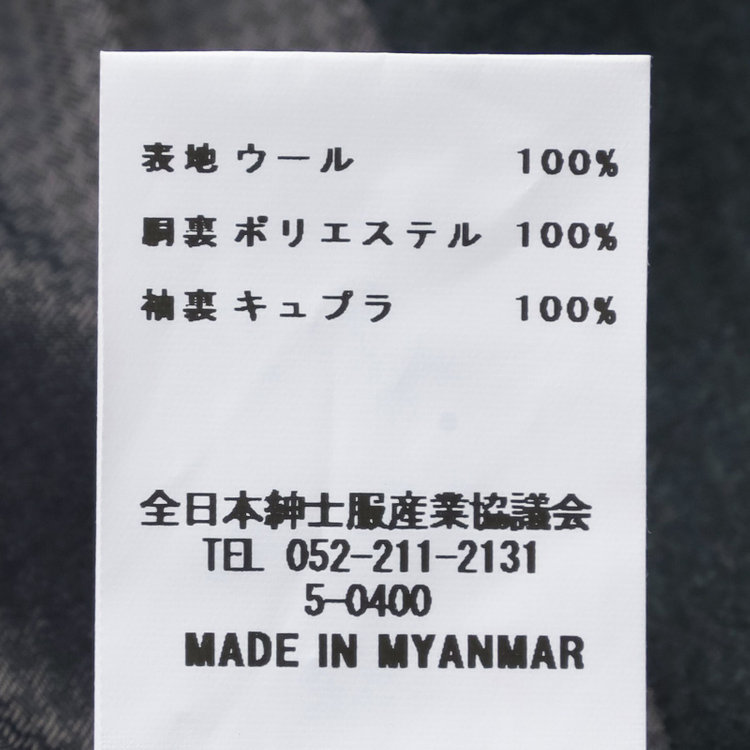 表地 ウール 100%
胴裏 ポリエステル 100%
袖裏 キュプラ 100%
全日本紳士服産業協議会
TEL 052-211-2131
5-0400
MADE IN MYANMAR